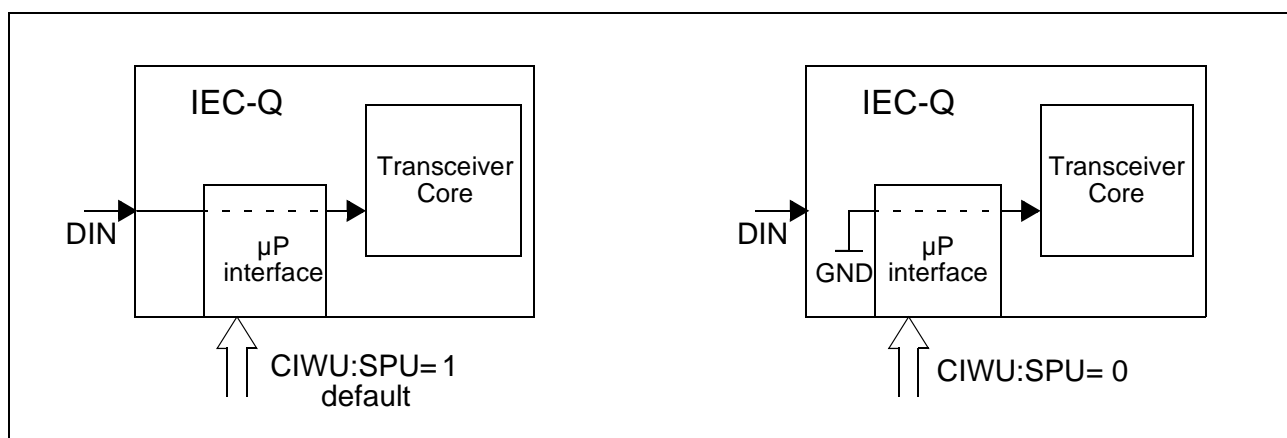 IEC-Q
Transceiver
Core
DIN
µP
interface
CIWU:SPU= 1
default
IEC-Q
Transceiver
Core
DIN
GND
µP
interface
CIWU:SPU= 0